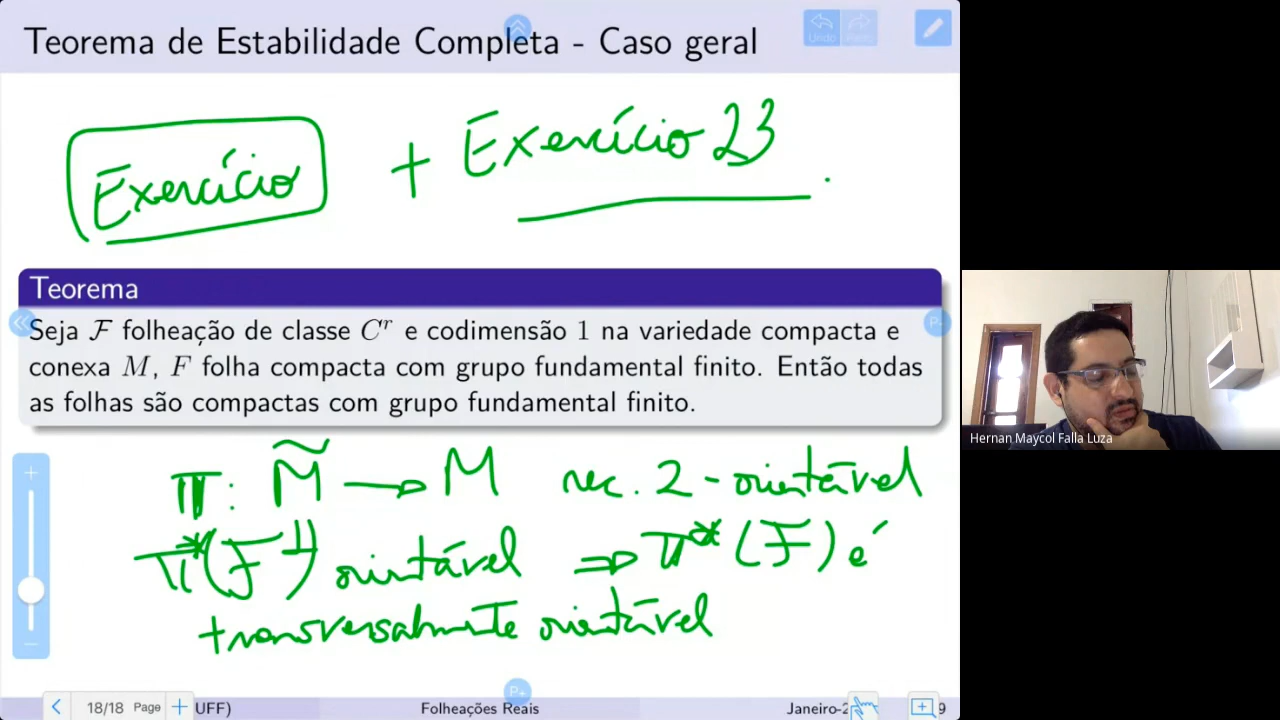 Teorema de Estabilidade Completa - Caso geral
Undo
Exercício + Exercício 23
Teorema
Seja F folheação de classe C^r e codimensão 1 na variedade compacta e
conexa M, F folha compacta com grupo fundamental finito. Então todas
as folhas são compactas com grupo fundamental finito.
π: M̃ → M rec. 2-orientável
π*(F^⊥) orientável ⇒ π*(F) é
transversalmente orientável
Hernan Maycol Falla Luza
18/18 Page UFF) Folheações Reais Janeiro-2 9